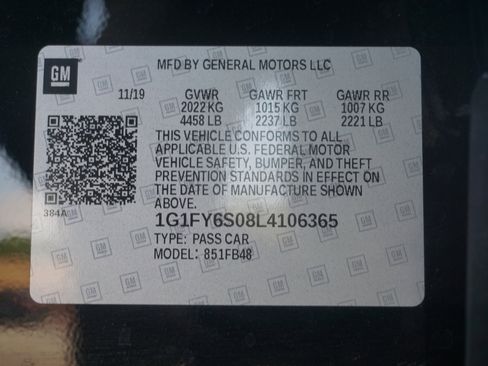 GM
MFD BY GENERAL MOTORS LLC
11/19 GVWR GAWR FRT GAWR RR
2022 KG 1015 KG 1007 KG
4458 LB 2237 LB 2221 LB
THIS VEHICLE CONFORMS TO ALL
APPLICABLE U.S. FEDERAL MOTOR
VEHICLE SAFETY, BUMPER, AND THEFT
PREVENTION STANDARDS IN EFFECT ON
THE DATE OF MANUFACTURE SHOWN
ABOVE.
384A
1G1FY6S08L4106365
TYPE: PASS CAR
MODEL: 851FB48